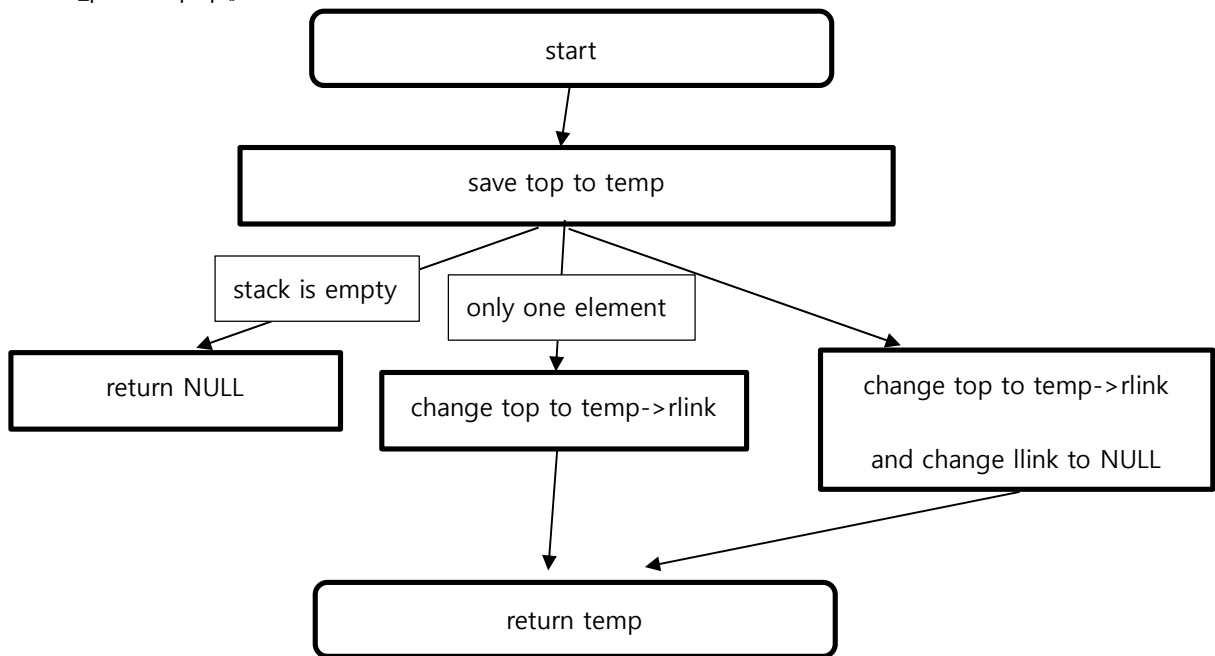 start
save top to temp
stack is empty
only one element
return NULL
change top to temp->rlink
change top to temp->rlink
and change llink to NULL
return temp